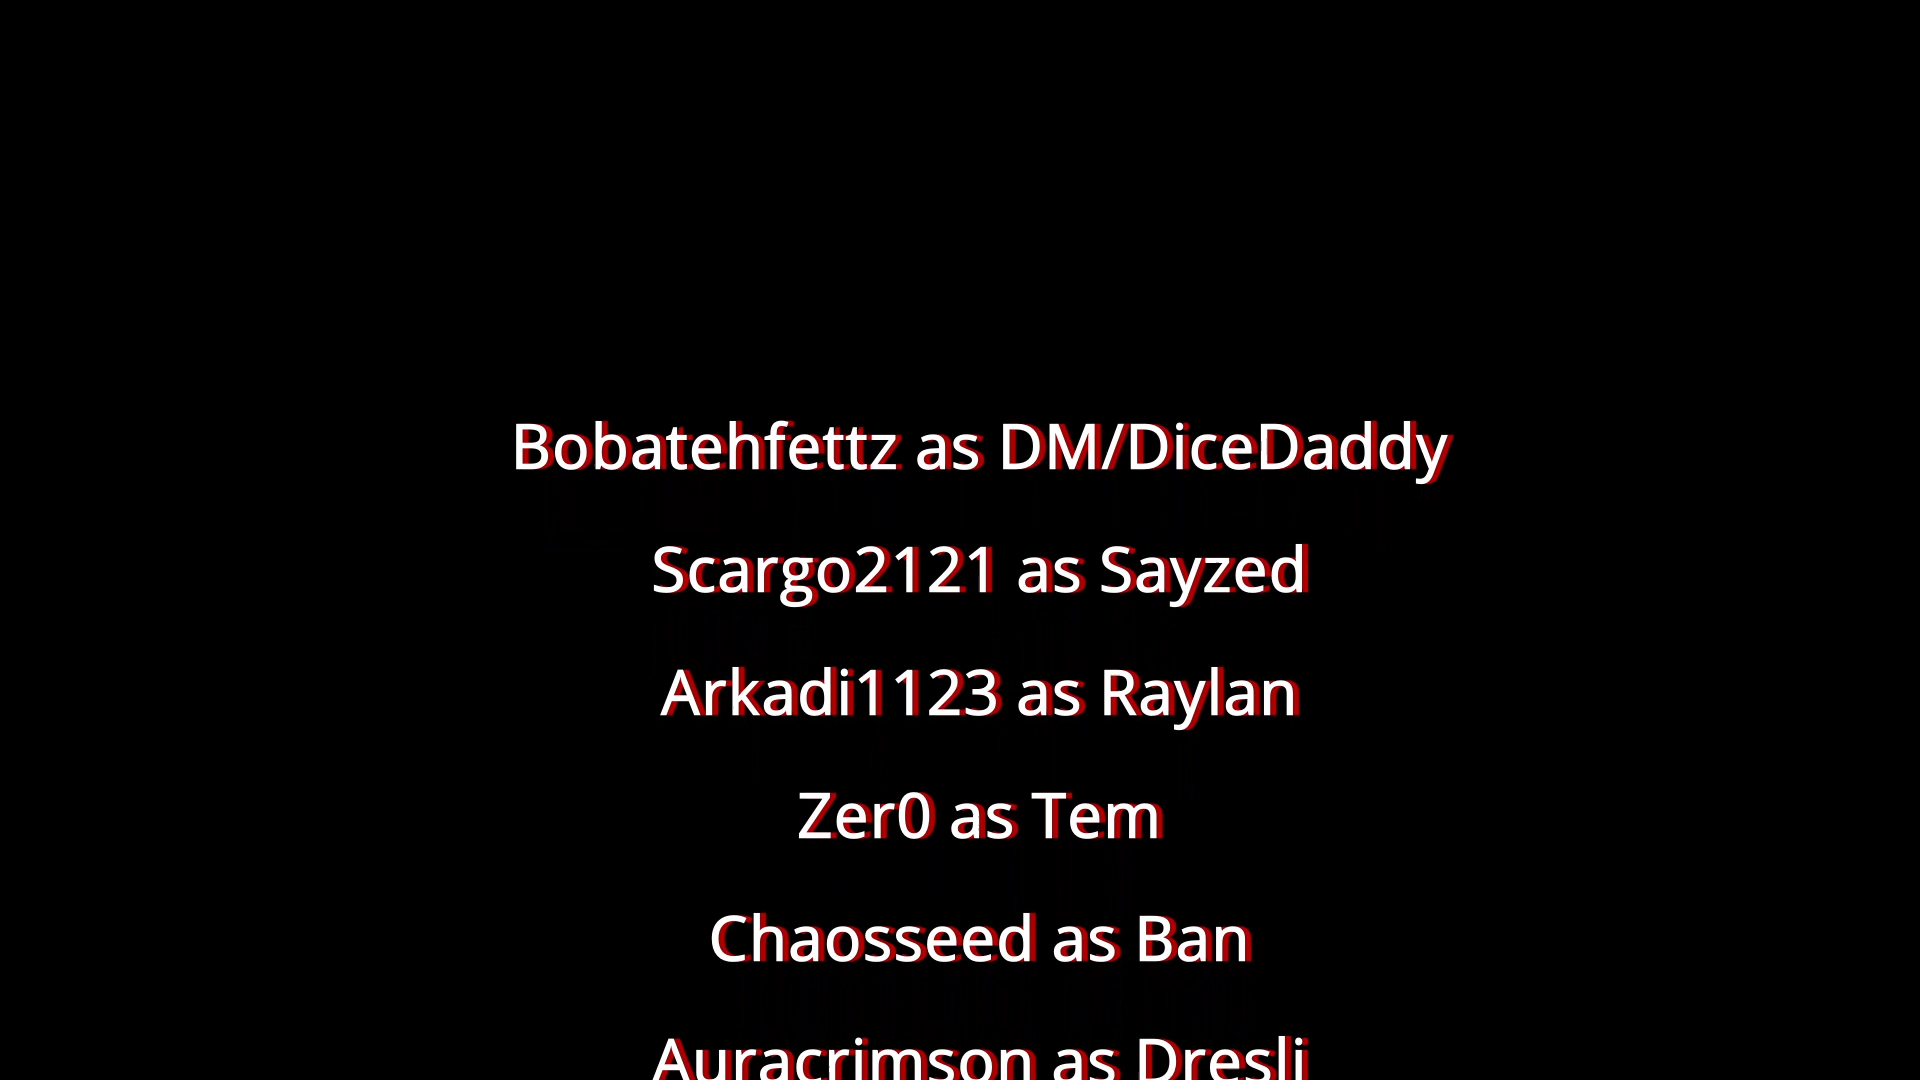 Bobatehfettz as DM/DiceDaddy
Scargo2121 as Sayzed
Arkadi1123 as Raylan
Zer0 as Tem
Chaosseed as Ban
Auracrimson as Dresli